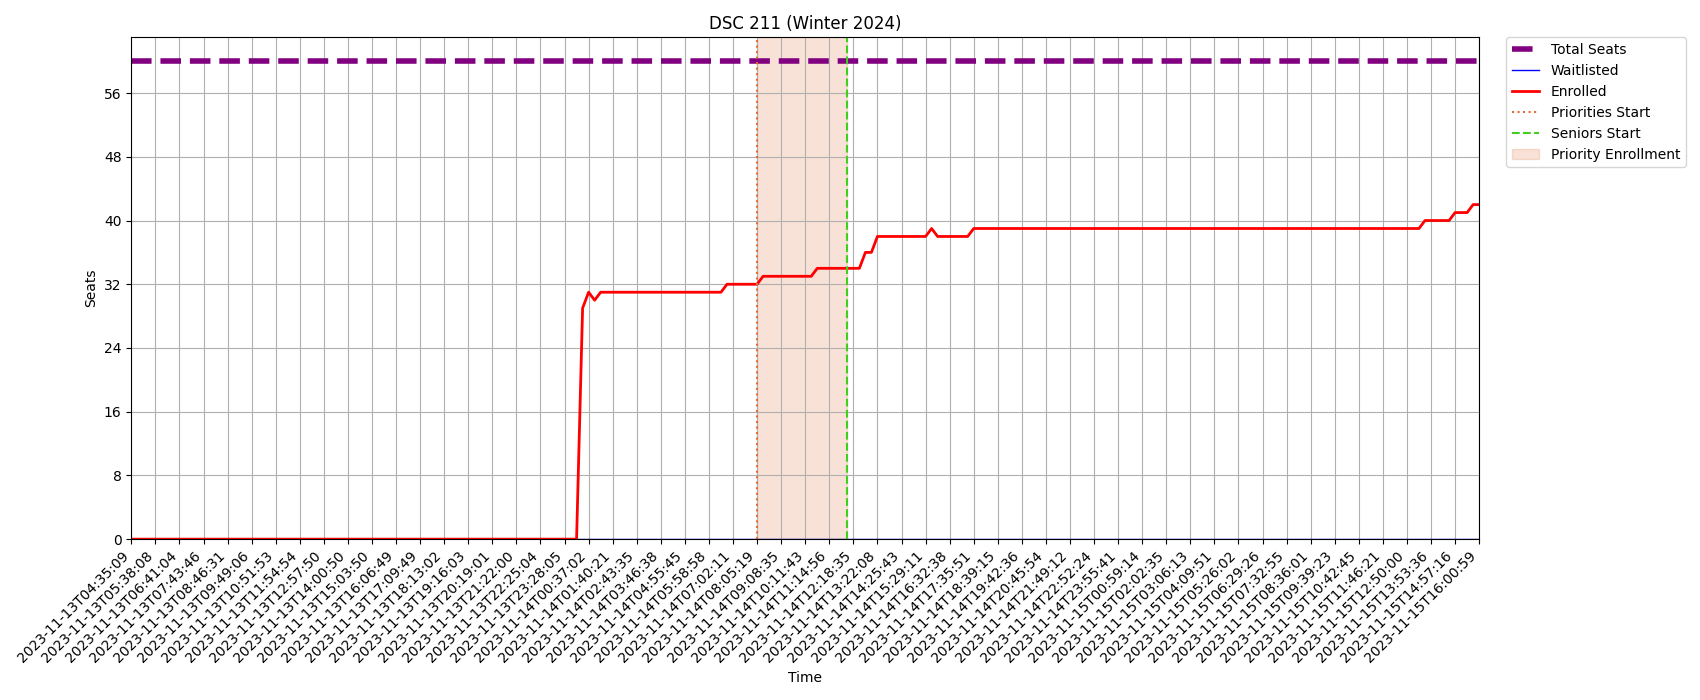 DSC 211 (Winter 2024)
Total Seats
Waitlisted
Enrolled
Priorities Start
Seniors Start
Priority Enrollment
Seats
56
48
40
32
24
16
8
0
2023-11-13T04:35:09
2023-11-13T05:38:08
2023-11-13T06:41:04
2023-11-13T07:43:46
2023-11-13T08:46:31
2023-11-13T09:49:06
2023-11-13T10:51:53
2023-11-13T11:54:54
2023-11-13T12:57:50
2023-11-13T14:00:50
2023-11-13T15:03:50
2023-11-13T16:06:49
2023-11-13T17:09:49
2023-11-13T18:13:02
2023-11-13T19:16:03
2023-11-13T20:19:01
2023-11-13T21:22:00
2023-11-13T22:25:04
2023-11-13T23:28:05
2023-11-14T00:37:02
2023-11-14T01:40:21
2023-11-14T02:43:35
2023-11-14T03:46:38
2023-11-14T04:55:45
2023-11-14T05:58:58
2023-11-14T07:02:11
2023-11-14T08:05:19
2023-11-14T09:08:35
2023-11-14T10:11:43
2023-11-14T11:14:56
2023-11-14T12:18:35
2023-11-14T13:22:08
2023-11-14T14:25:43
2023-11-14T15:29:11
2023-11-14T16:32:38
2023-11-14T17:35:51
2023-11-14T18:39:15
2023-11-14T19:42:36
2023-11-14T20:45:54
2023-11-14T21:49:12
2023-11-14T22:52:24
2023-11-14T23:55:41
2023-11-15T00:59:14
2023-11-15T02:02:35
2023-11-15T03:06:13
2023-11-15T04:09:51
2023-11-15T05:26:02
2023-11-15T06:29:26
2023-11-15T07:32:55
2023-11-15T08:36:01
2023-11-15T09:39:23
2023-11-15T10:42:45
2023-11-15T11:46:21
2023-11-15T12:50:00
2023-11-15T13:53:36
2023-11-15T14:57:16
2023-11-15T16:00:59
Time